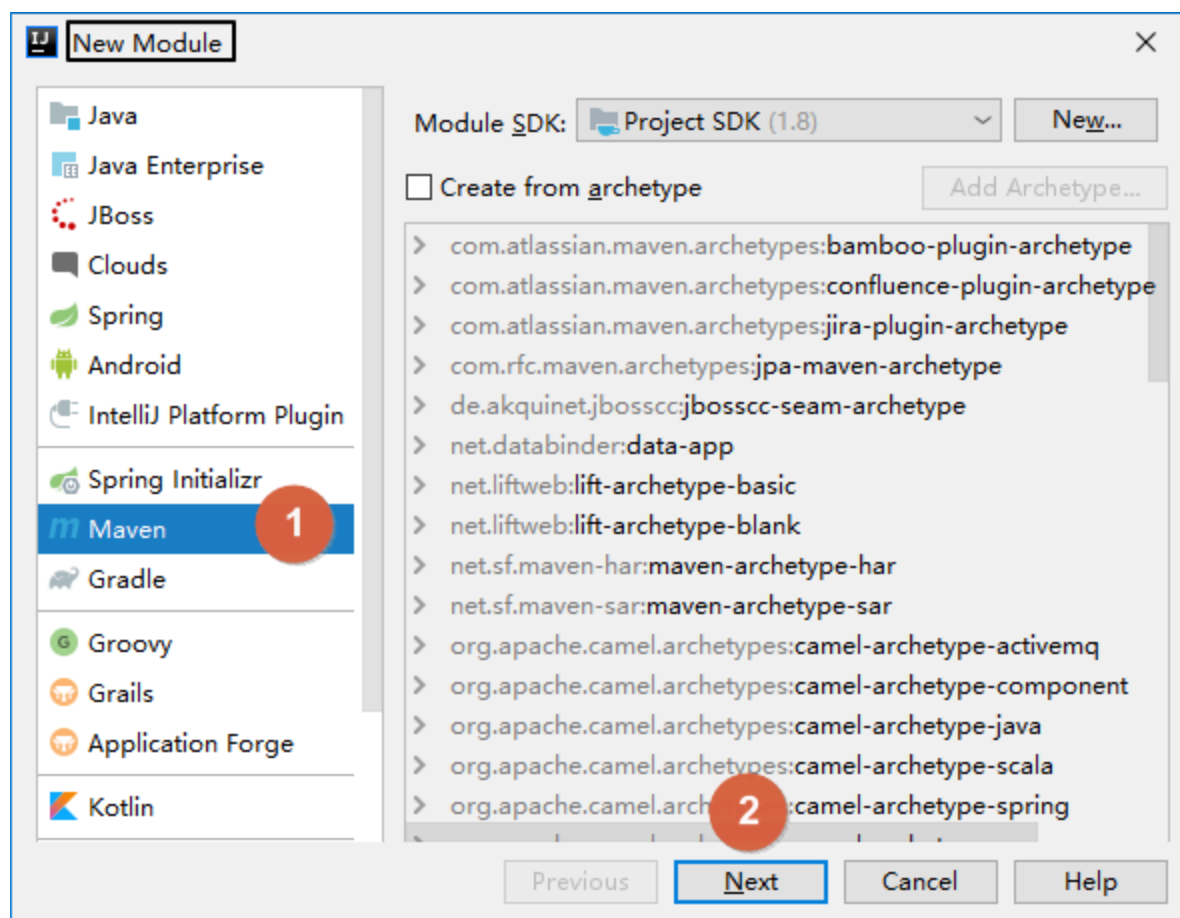 New Module
Java
Java Enterprise
JBoss
Clouds
Spring
Android
IntelliJ Platform Plugin
Spring Initializr
Maven
1
Gradle
Groovy
Grails
Application Forge
Kotlin
Module SDK: Project SDK (1.8) New...
Create from archetype Add Archetype...
com.atlassian.maven.archetypes:bamboo-plugin-archetype
com.atlassian.maven.archetypes:confluence-plugin-archetype
com.atlassian.maven.archetypes:jira-plugin-archetype
com.rfc.maven.archetypes:jpa-maven-archetype
de.akquinet.jbosscc:jbosscc-seam-archetype
net.databinder:data-app
net.liftweb:lift-archetype-basic
net.liftweb:lift-archetype-blank
net.sf.maven-har:maven-archetype-har
net.sf.maven-sar:maven-archetype-sar
org.apache.camel.archetypes:camel-archetype-activemq
org.apache.camel.archetypes:camel-archetype-component
org.apache.camel.archetypes:camel-archetype-java
org.apache.camel.archetypes:camel-archetype-scala
org.apache.camel.arch :camel-archetype-spring
2
Previous Next Cancel Help